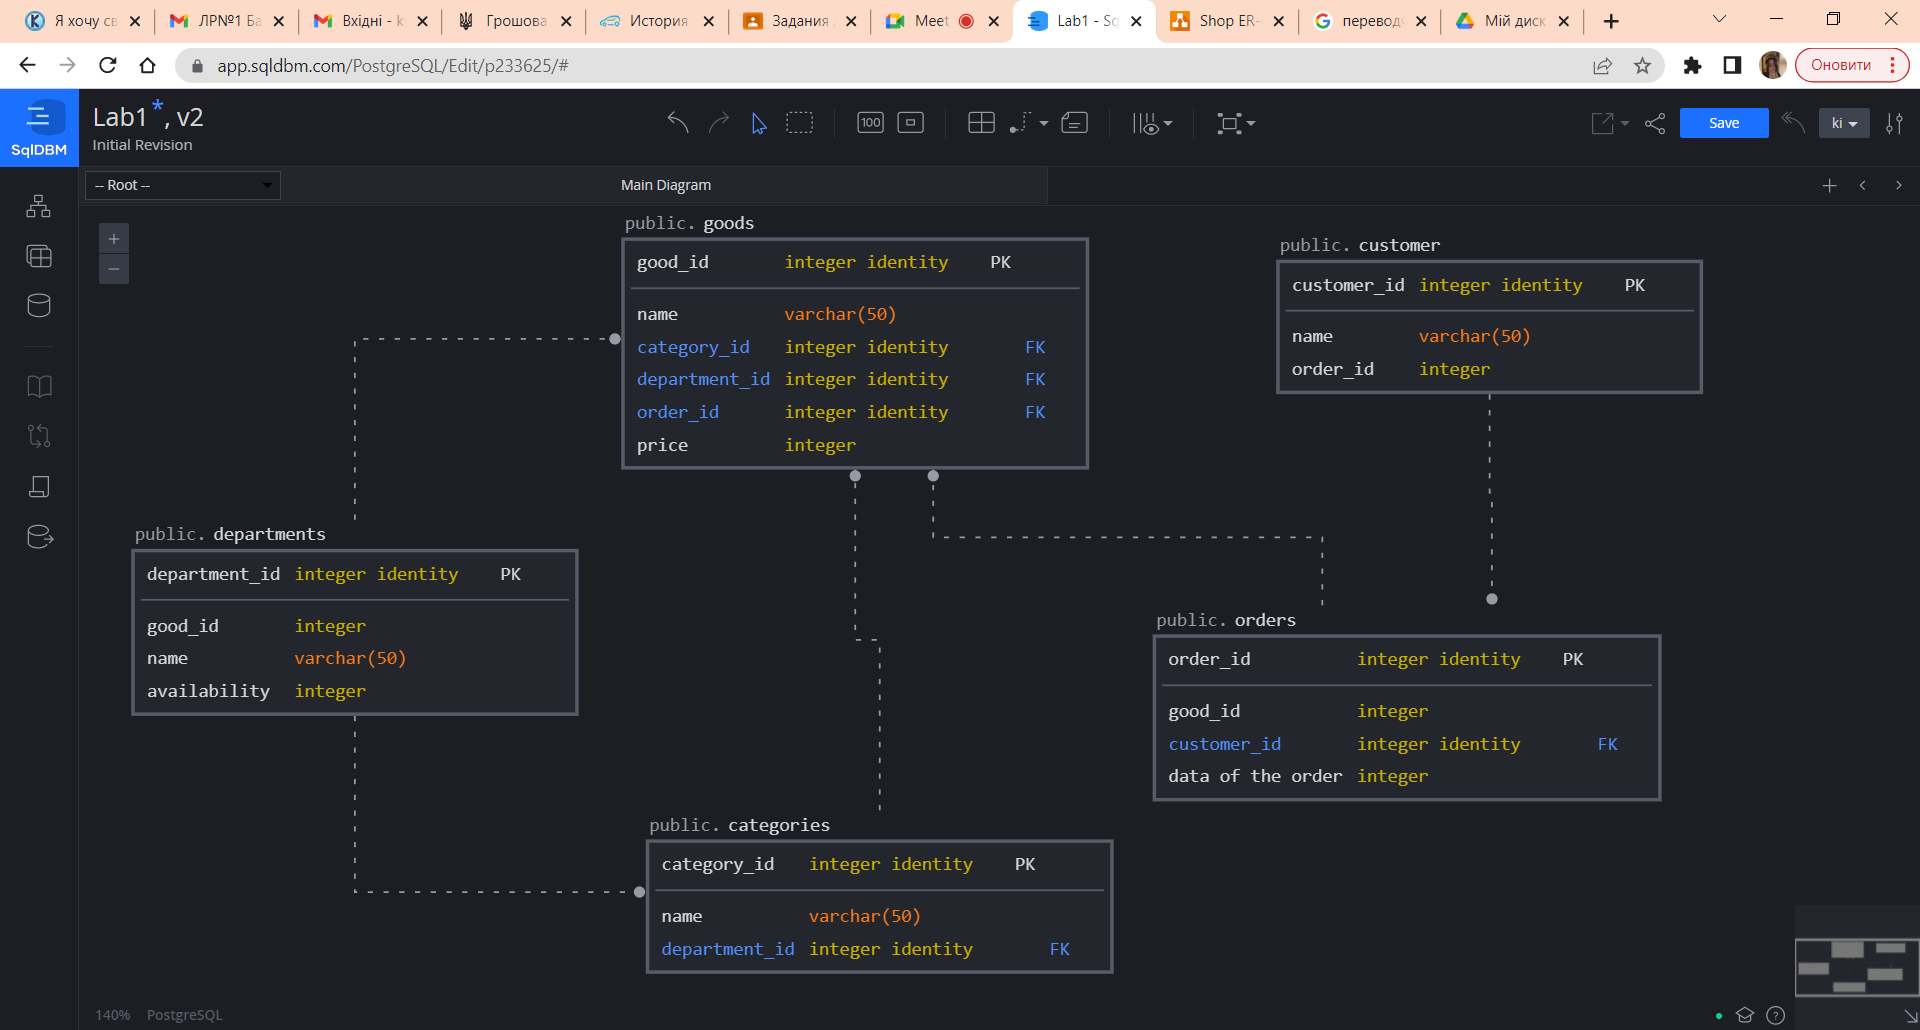 Я хочу св
ЛРN№1 Ба
Вхідні - k
Грошова
История
Задания
Meet
Lab1 - Sq
Shop ER-
переводч
Мій диск
app.sqldbm.com/PostgreSQL/Edit/p233625/#
Оновити
SqlDBM
Lab1*, v2
Initial Revision
100
Save
ki
-- Root --
Main Diagram
public. goods
good_id integer identity PK
name varchar(50)
category_id integer identity FK
department_id integer identity FK
order_id integer identity FK
price integer
public. customer
customer_id integer identity PK
name varchar(50)
order_id integer
public. departments
department_id integer identity PK
good_id integer
name varchar(50)
availability integer
public. orders
order_id integer identity PK
good_id integer
customer_id integer identity FK
data of the order integer
public. categories
category_id integer identity PK
name varchar(50)
department_id integer identity FK
140% PostgreSQL